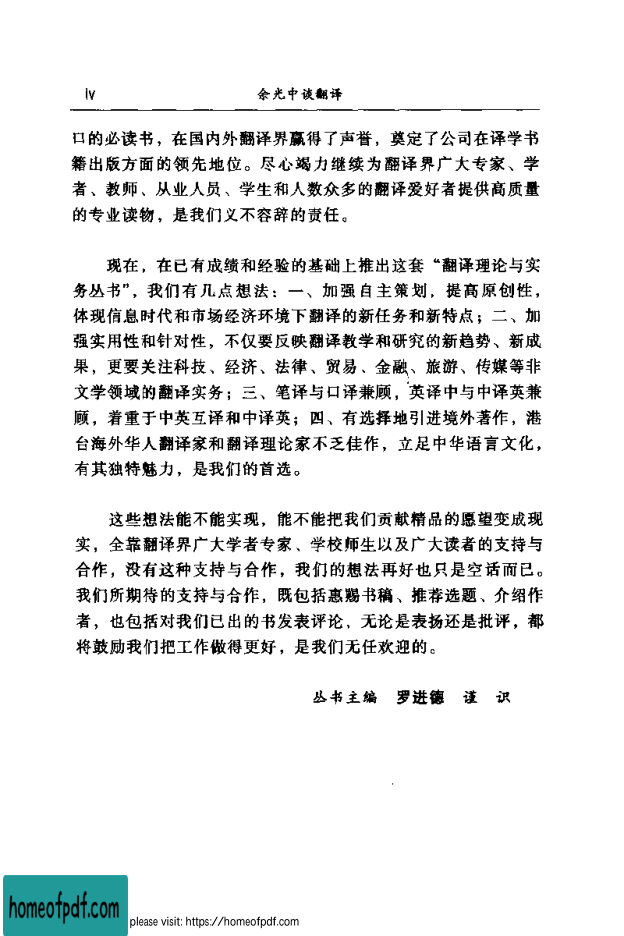 iv 余光中谈翻译
口的必读书，在国内外翻译界赢得了声誉，奠定了公司在译学书
籍出版方面的领先地位。尽心竭力继续为翻译界广大专家、学
者、教师、从业人员、学生和人数众多的翻译爱好者提供高质量
的专业读物，是我们义不容辞的责任。
现在，在已有成绩和经验的基础上推出这套“翻译理论与实
务丛书”，我们有几点想法：一、加强自主策划，提高原创性，
体现信息时代和市场经济环境下翻译的新任务和新特点；二、加
强实用性和针对性，不仅要反映翻译教学和研究的新趋势、新成
果，更要关注科技、经济、法律、贸易、金融、旅游、传媒等非
文学领域的翻译实务；三、笔译与口译兼顾，英译中与中译英兼
顾，着重于中英互译和中译英；四、有选择地引进境外著作，港
台海外华人翻译家和翻译理论家不乏佳作，立足中华语言文化，
有其独特魅力，是我们的首选。
这些想法能不能实现，能不能把我们贡献精品的愿望变成现
实，全靠翻译界广大学者专家、学校师生以及广大读者的支持与
合作，没有这种支持与合作，我们的想法再好也只是空话而已。
我们所期待的支持与合作，既包括惠赐书稿、推荐选题、介绍作
者，也包括对我们已出的书发表评论，无论是表扬还是批评，都
将鼓励我们把工作做得更好，是我们无任欢迎的。
丛书主编 罗进德 谨 识
homeofpdf.com
please visit: https://homeofpdf.com